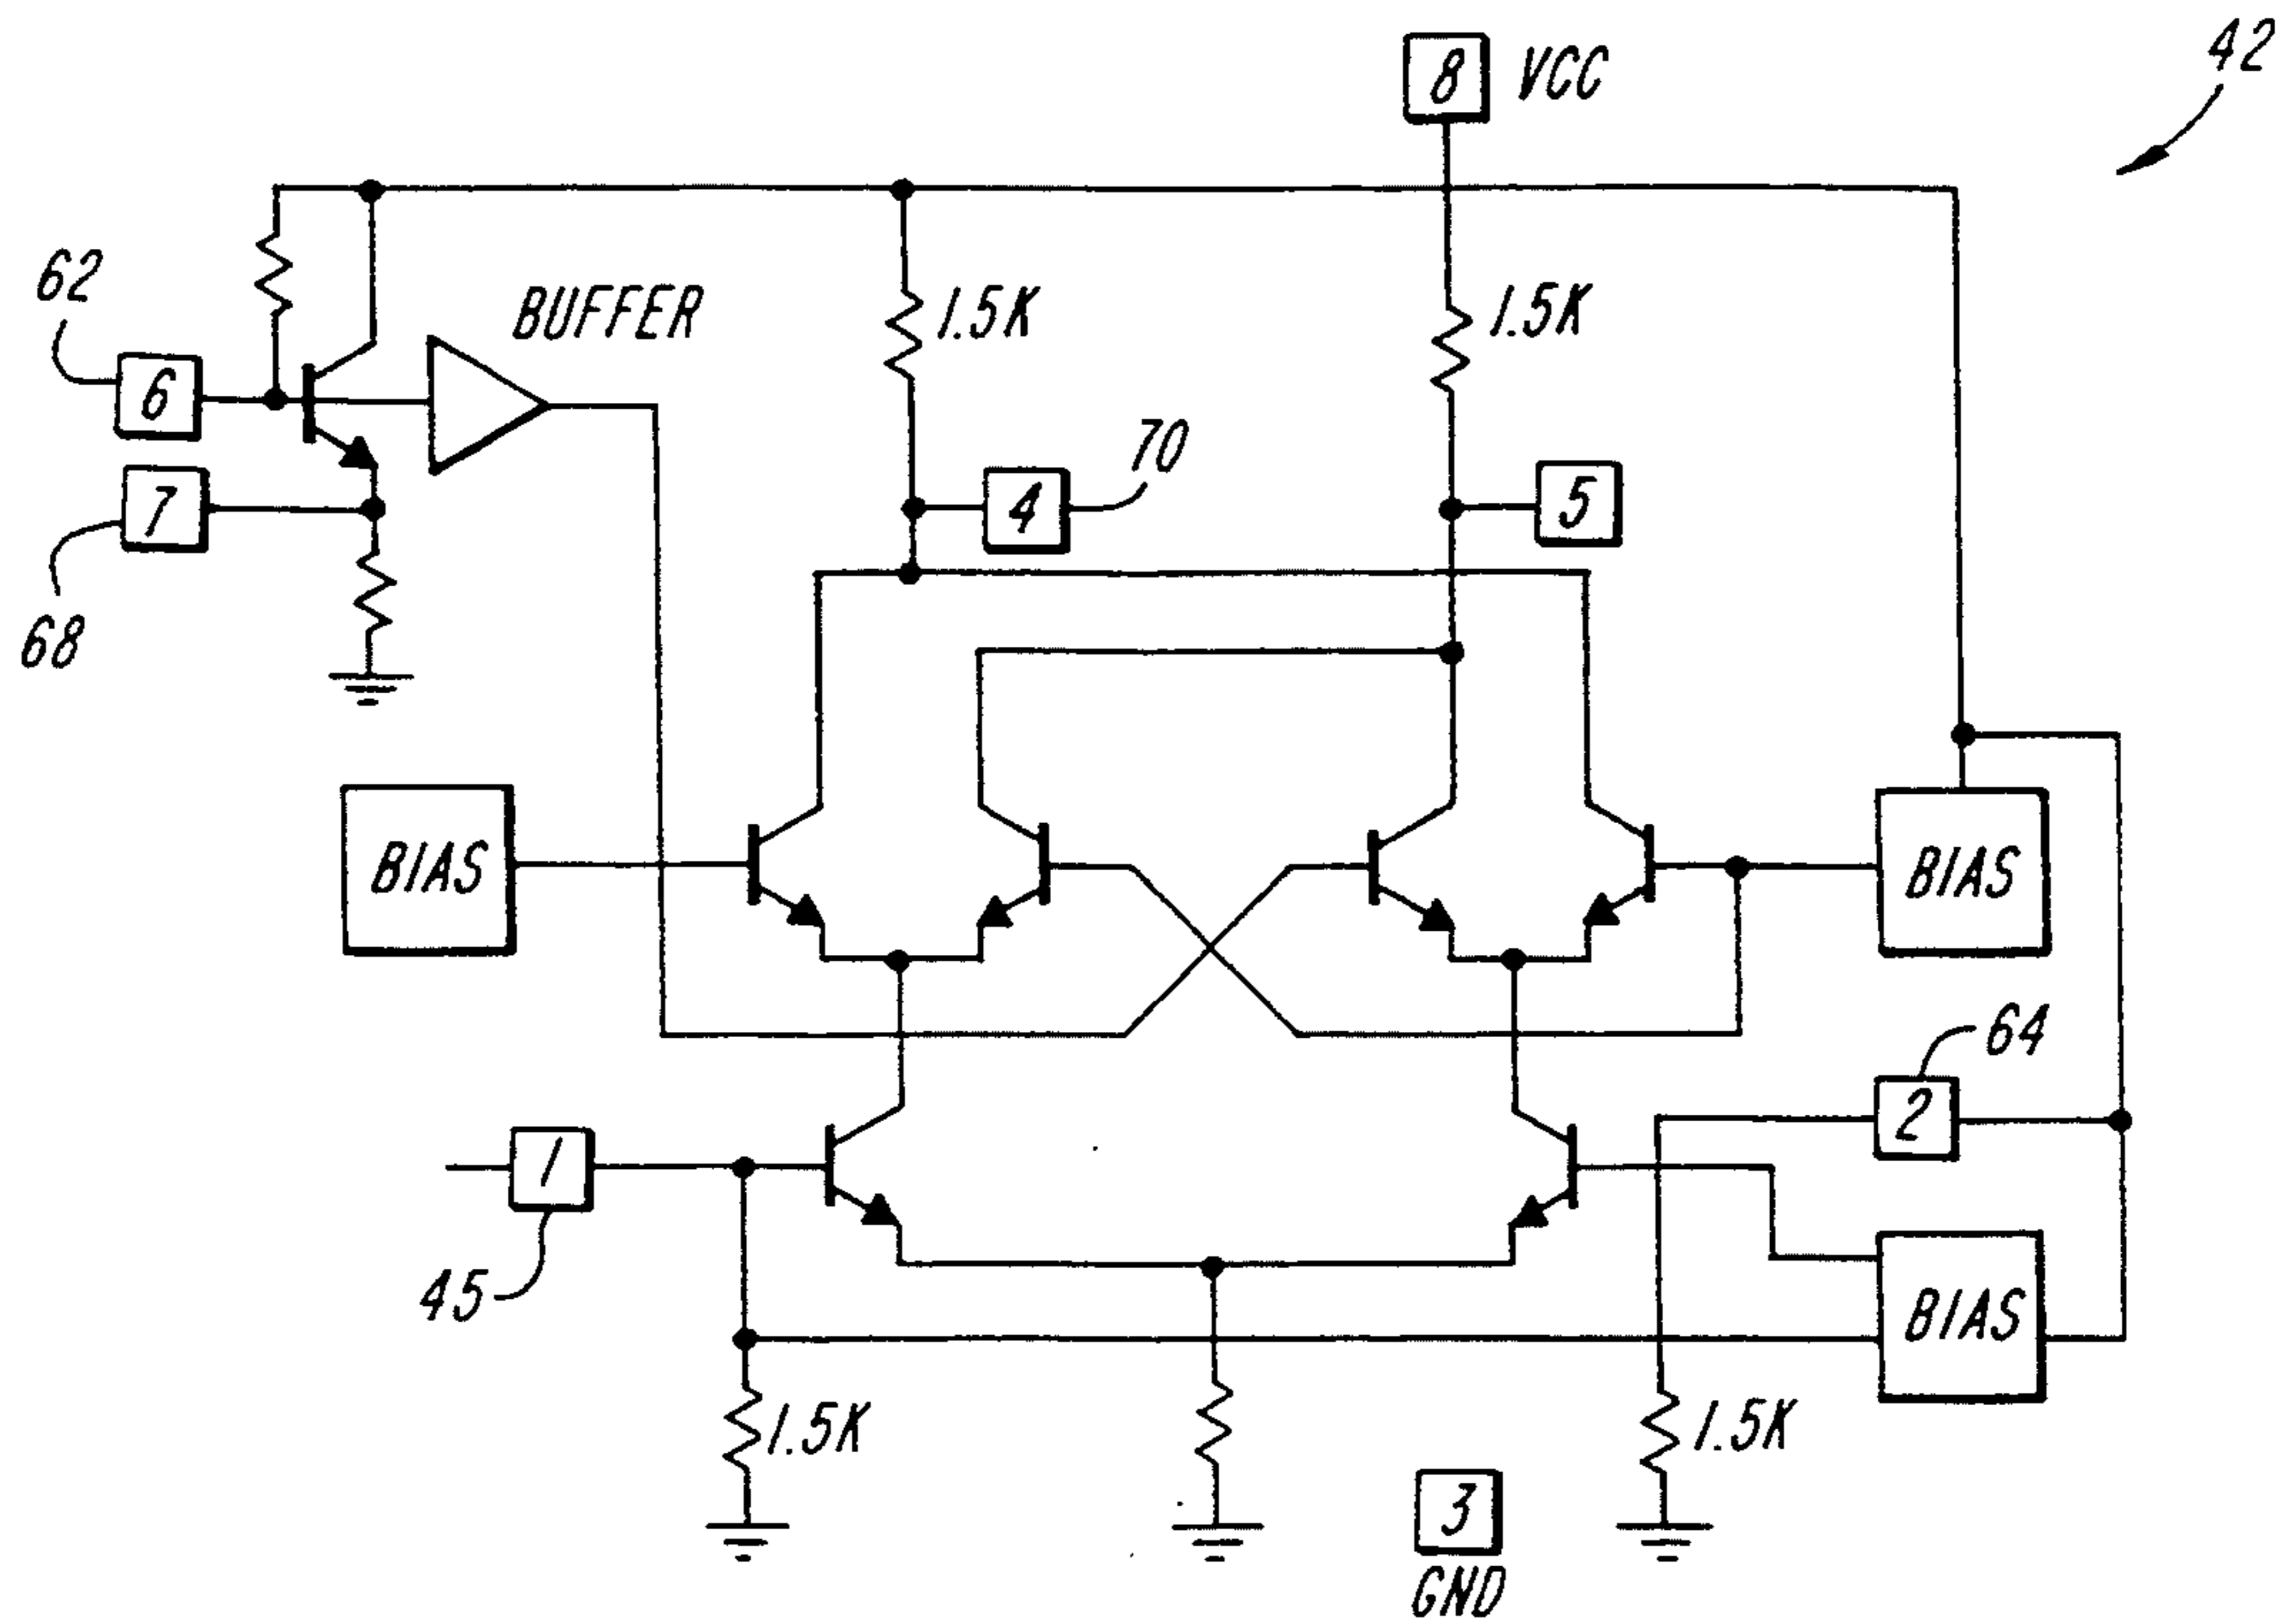 8 VCC
42
62
BUFFER
1.5K
1.5K
6
70
7
4
5
68
BIAS
BIAS
64
2
1
45
BIAS
1.5K
1.5K
3
GND